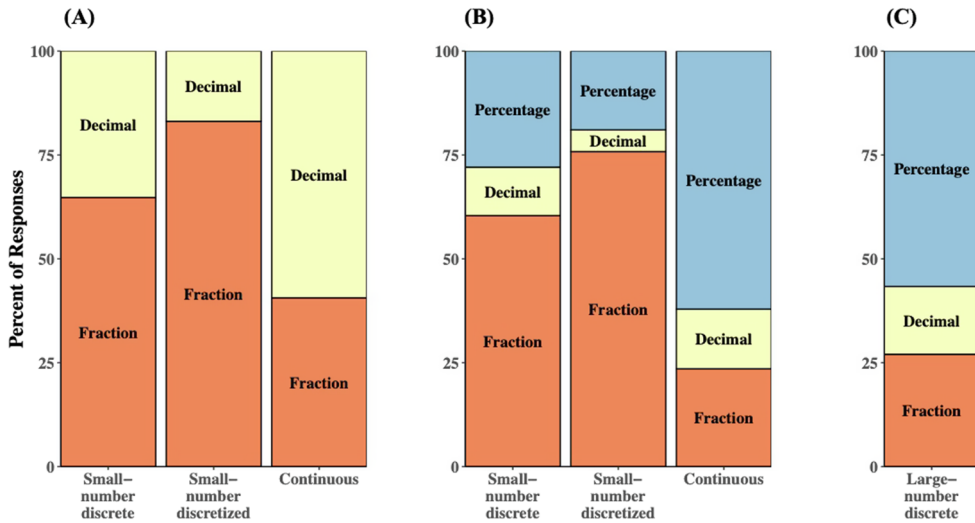 (A)
(B)
(C)
Percent of Responses
100
75
50
25
0
Decimal
Fraction
Decimal
Fraction
Decimal
Fraction
Small–
number
discrete
Small–
number
discretized
Continuous
100
75
50
25
0
Percentage
Decimal
Fraction
Percentage
Decimal
Fraction
Percentage
Decimal
Fraction
Small–
number
discrete
Small–
number
discretized
Continuous
100
75
50
25
0
Percentage
Decimal
Fraction
Large–
number
discrete